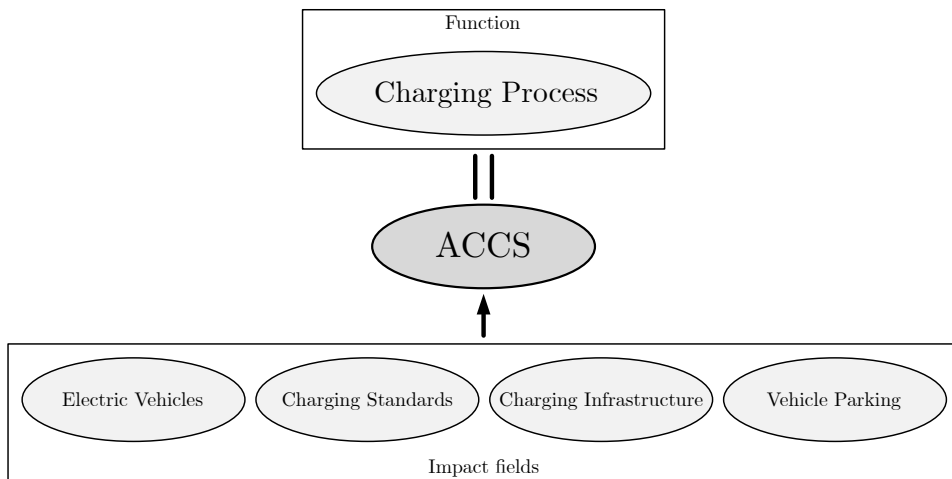 Function
Charging Process
ACCS
Electric Vehicles
Charging Standards
Charging Infrastructure
Vehicle Parking
Impact fields